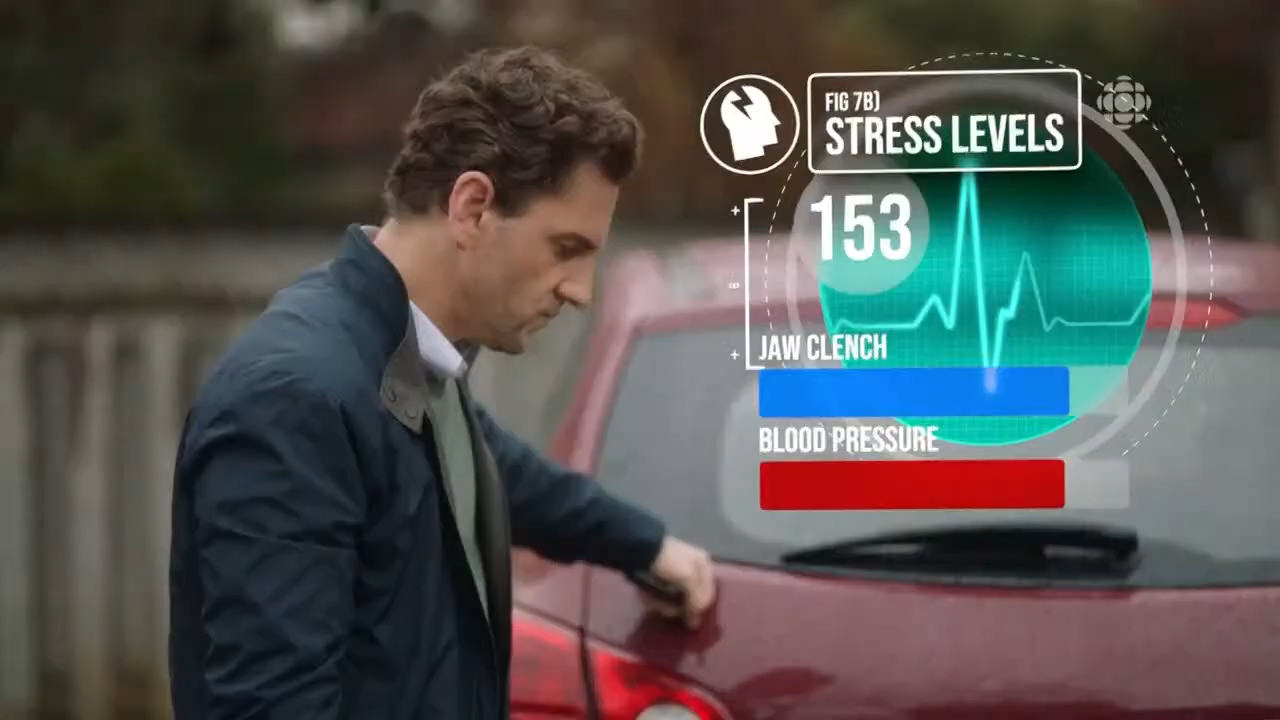 FIG 7B)
STRESS LEVELS
153
JAW CLENCH
BLOOD PRESSURE